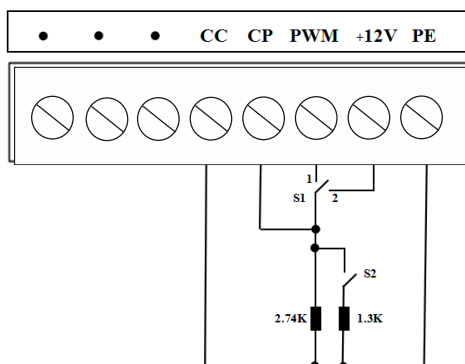 • • • CC CP PWM +12V PE
1
S1 2
S2
2.74K 1.3K